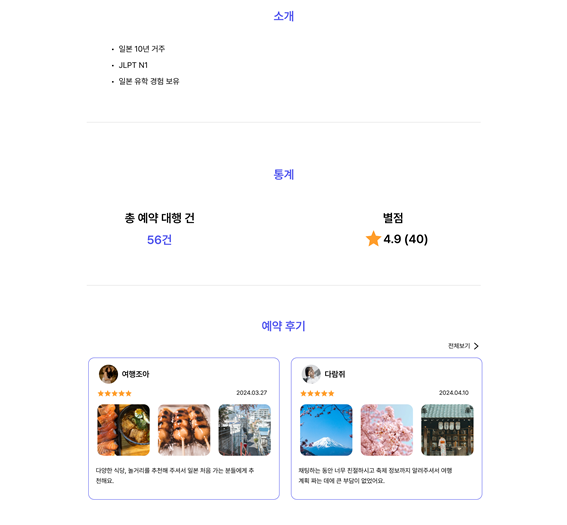 소개
• 일본 10년 거주
• JLPT N1
• 일본 유학 경험 보유
통계
총 예약 대행 건
56건
별점
4.9 (40)
예약 후기
전체보기
여행조아
2024.03.27
다양한 식당, 놀거리를 추천해 주셔서 일본 처음 가는 분들에게 추
천해요.
다람쥐
2024.04.10
채팅하는 동안 너무 친절하시고 축제 정보까지 알려주셔서 여행
계획 짜는 데에 큰 부담이 없었어요.